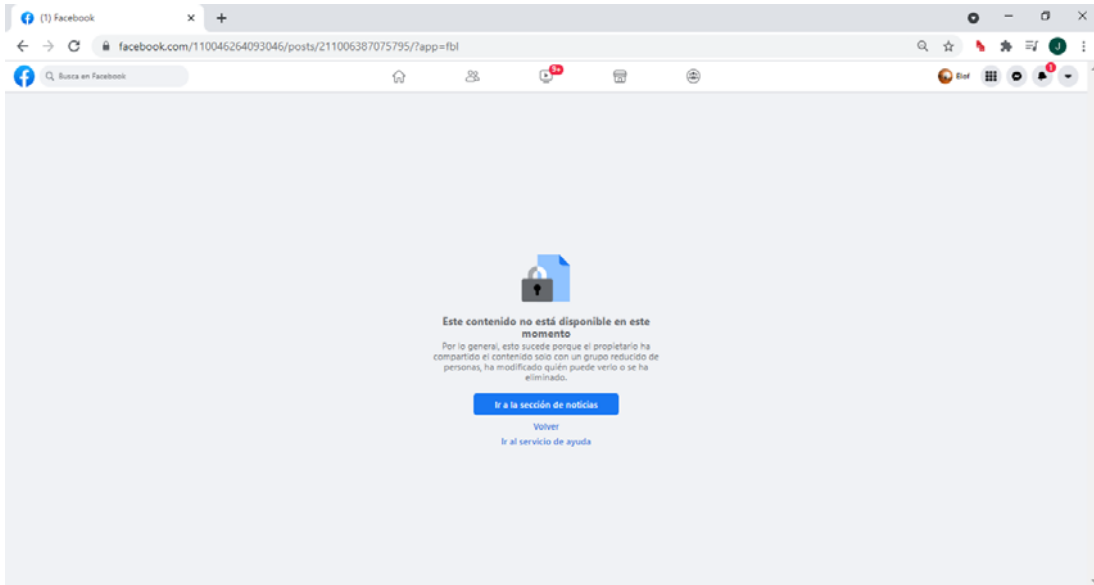 (1) Facebook
facebook.com/110046264093046/posts/211006387075795/?app=fbl
J
Busca en Facebook
9+
Elof
1
Este contenido no está disponible en este
momento
Por lo general, esto sucede porque el propietario ha
compartido el contenido solo con un grupo reducido de
personas, ha modificado quién puede verlo o se ha
eliminado.
Ir a la sección de noticias
Volver
Ir al servicio de ayuda